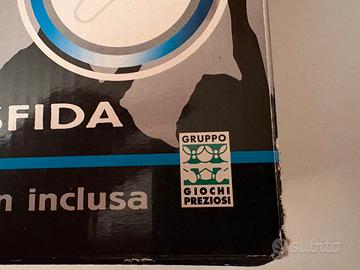 SFIDA
GRUPPO
GIOCHI
PREZIOSI
n inclusa
subito